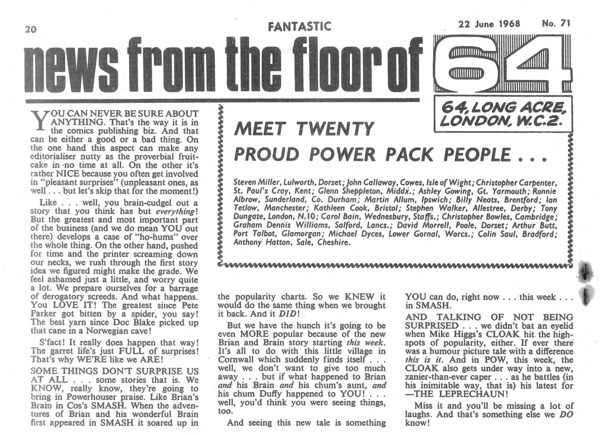 20
FANTASTIC
22 June 1968 No. 71
news from the floor of 64
64, LONG ACRE,
LONDON, W.C.2.
YOU CAN NEVER BE SURE ABOUT
ANYTHING. That's the way it is in
the comics publishing biz. And that
can be either a good or a bad thing. On
the one hand this aspect can make any
editorialiser nutty as the proverbial fruit-
cake in no time at all. On the other it's
rather NICE because you often get involved
in "pleasant surprises" (unpleasant ones, as
well . . . but let's skip that for the moment!)
Like . . . well, you brain-cudgel out a
story that you think has but everything!
But the greatest and most important part
of the business (and we do mean YOU out
there) develops a case of "ho-hums" over
the whole thing. On the other hand, pushed
for time and the printer screaming down
our necks, we rush through the first story
idea we figured might make the grade. We
feel ashamed just a little, and worry quite
a lot. We prepare ourselves for a barrage
of derogatory screeds. And what happens.
You LOVE IT! The greatest since Pete
Parker got bitten by a spider, you say!
The best yarn since Doc Blake picked up
that cane in a Norwegian cave!
S'fact! It really does happen that way!
The garret life's just FULL of surprises!
That's why WE'RE like we ARE!
SOME THINGS DON'T SURPRISE US
AT ALL . . . some stories that is. We
KNOW, really know, they're going to
bring in Powerhouser praise. Like Brian's
Brain in Cos's SMASH. When the adven-
tures of Brian and his wonderful Brain
first appeared in SMASH it soared up in
MEET TWENTY
PROUD POWER PACK PEOPLE . . .
Steven Miller, Lulworth, Dorset; John Callaway, Cowes, Isle of Wight; Christopher Carpenter,
St. Paul's Cray, Kent; Glenn Sheppleton, Middx.; Ashley Gowing, Gt. Yarmouth; Ronnie
Albrow, Sunderland, Co. Durham; Martin Allum, Ipswich; Billy Neats, Brentford; Ian
Tetlow, Manchester; Kathleen Cook, Bristol; Stephen Walker, Allestree, Derby; Tony
Dungate, London, N.10; Carol Bain, Wednesbury, Staffs.; Christopher Bowles, Cambridge;
Graham Dennis Williams, Salford, Lancs.; David Morrell, Poole, Dorset; Arthur Butt,
Port Talbot, Glamorgan; Michael Dyces, Lower Gornal, Worcs.; Colin Saul, Bradford;
Anthony Hatton, Sale, Cheshire.
the popularity charts. So we KNEW it
would do the same thing when we brought
it back. And it DID!
But we have the hunch it's going to be
even MORE popular because of the new
Brian and Brain story starting this week.
It's all to do with this little village in
Cornwall which suddenly finds itself . . .
well, we don't want to give too much
away . . . but if what happened to Brian
and his Brain and his chum's aunt, and
his chum Duffy happened to YOU! . . .
well, you'd think you were seeing things,
too.
And seeing this new tale is something
YOU can do, right now . . . this week . . .
in SMASH.
AND TALKING OF NOT BEING
SURPRISED . . . we didn't bat an eyelid
when Mike Higgs's CLOAK hit the high-
spots of popularity, either. If ever there
was a humour picture tale with a difference
this is it. And in POW, this week, the
CLOAK also gets under way into a new,
zanier-than-ever caper . . . as he battles (in
his inimitable way, that is) his latest for
—THE LEPRECHAUN!
Miss it and you'll be missing a lot of
laughs. And that's something else we DO
know!